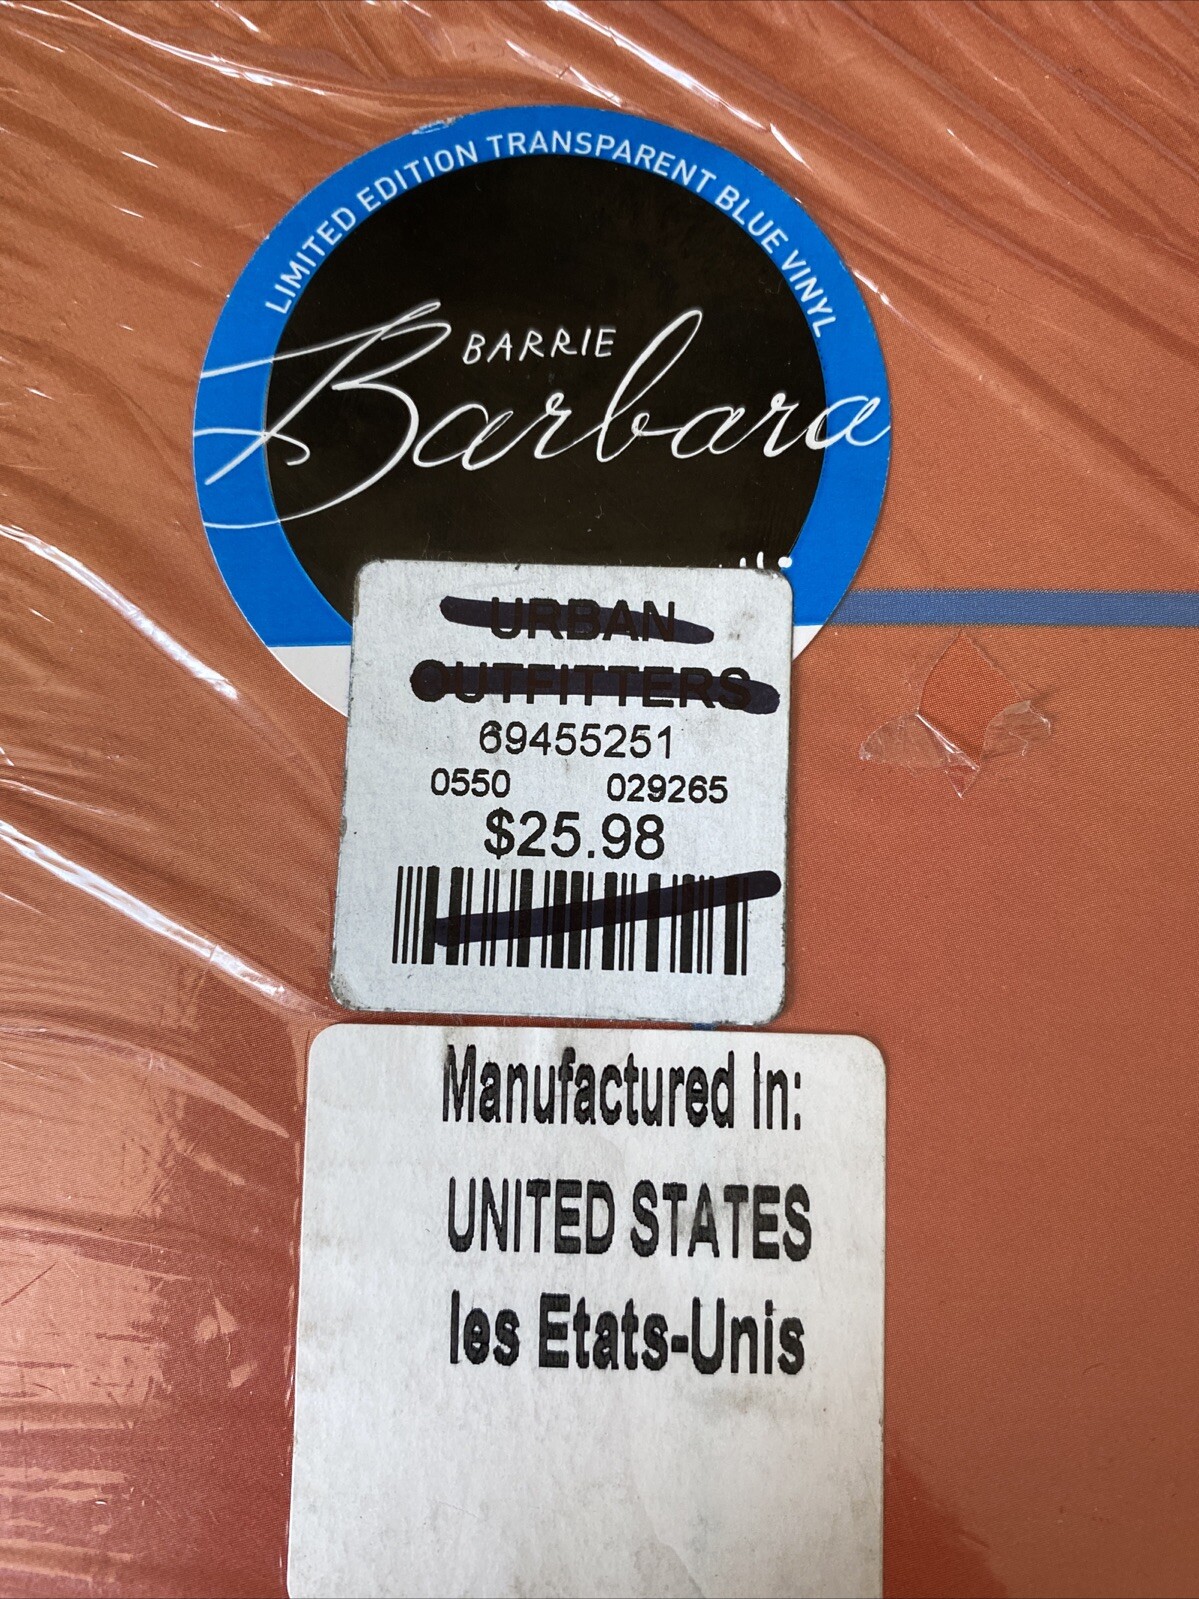 LIMITED EDITION TRANSPARENT BLUE VINYL
BARRIE
Barbara
URBAN
OUTFITTERS
69455251
0550 029265
$25.98
Manufactured In:
UNITED STATES
les Etats-Unis